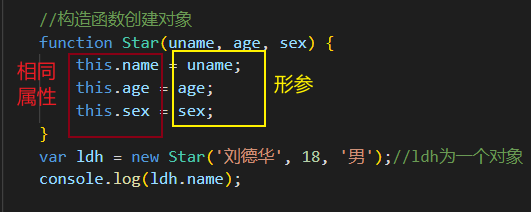 //构造函数创建对象
function Star(uname, age, sex) {
this.name = uname;
相同
this.age = age;
形参
属性
this.sex = sex;
}
var ldh = new Star('刘德华', 18, '男');//ldh为一个对象
console.log(ldh.name);